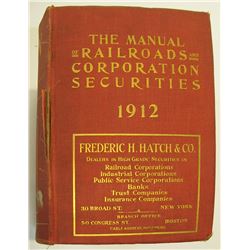 THE MANUAL
OF RAILROADS AND
CORPORATION
SECURITIES
1912
FREDERIC H. HATCH & CO.
DEALERS IN HIGH GRADE SECURITIES IN
Railroad Corporations
Industrial Corporations
Public Service Corporations
Banks
Trust Companies
Insurance Companies
30 BROAD ST. NEW YORK
BRANCH OFFICE
50 CONGRESS ST. BOSTON